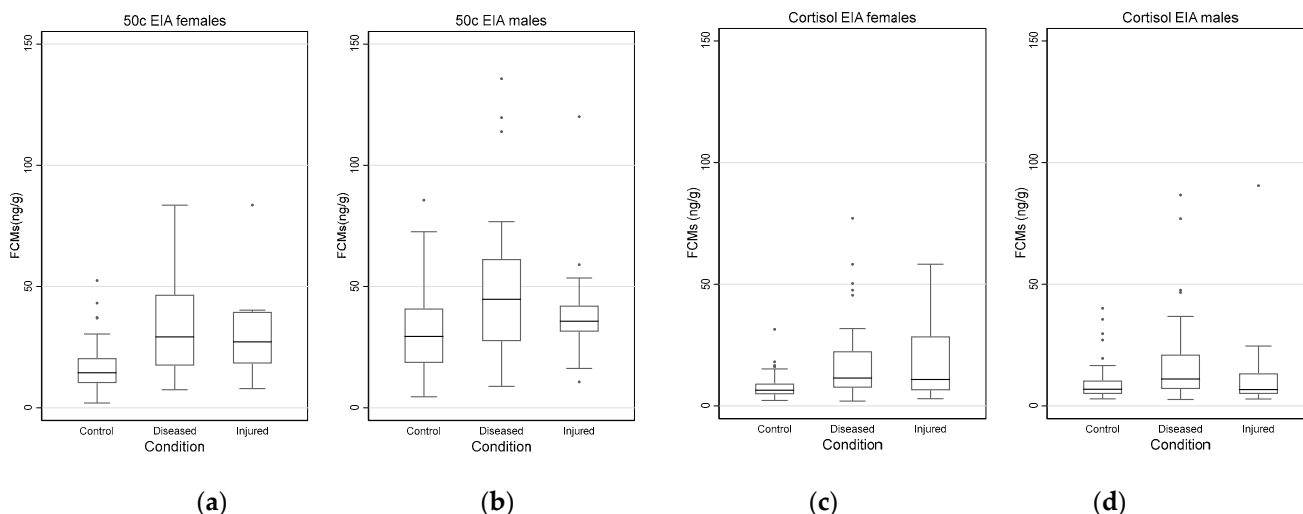 50c EIA females
150
100
50
0
FCMs(ng/g)
Control Diseased Injured
Condition
(a)
50c EIA males
150
100
50
0
FCMs(ng/g)
Control Diseased Injured
Condition
(b)
Cortisol EIA females
150
100
50
0
FCMs (ng/g)
Control Diseased Injured
Condition
(c)
Cortisol EIA males
150
100
50
0
FCMs (ng/g)
Control Diseased Injured
Condition
(d)